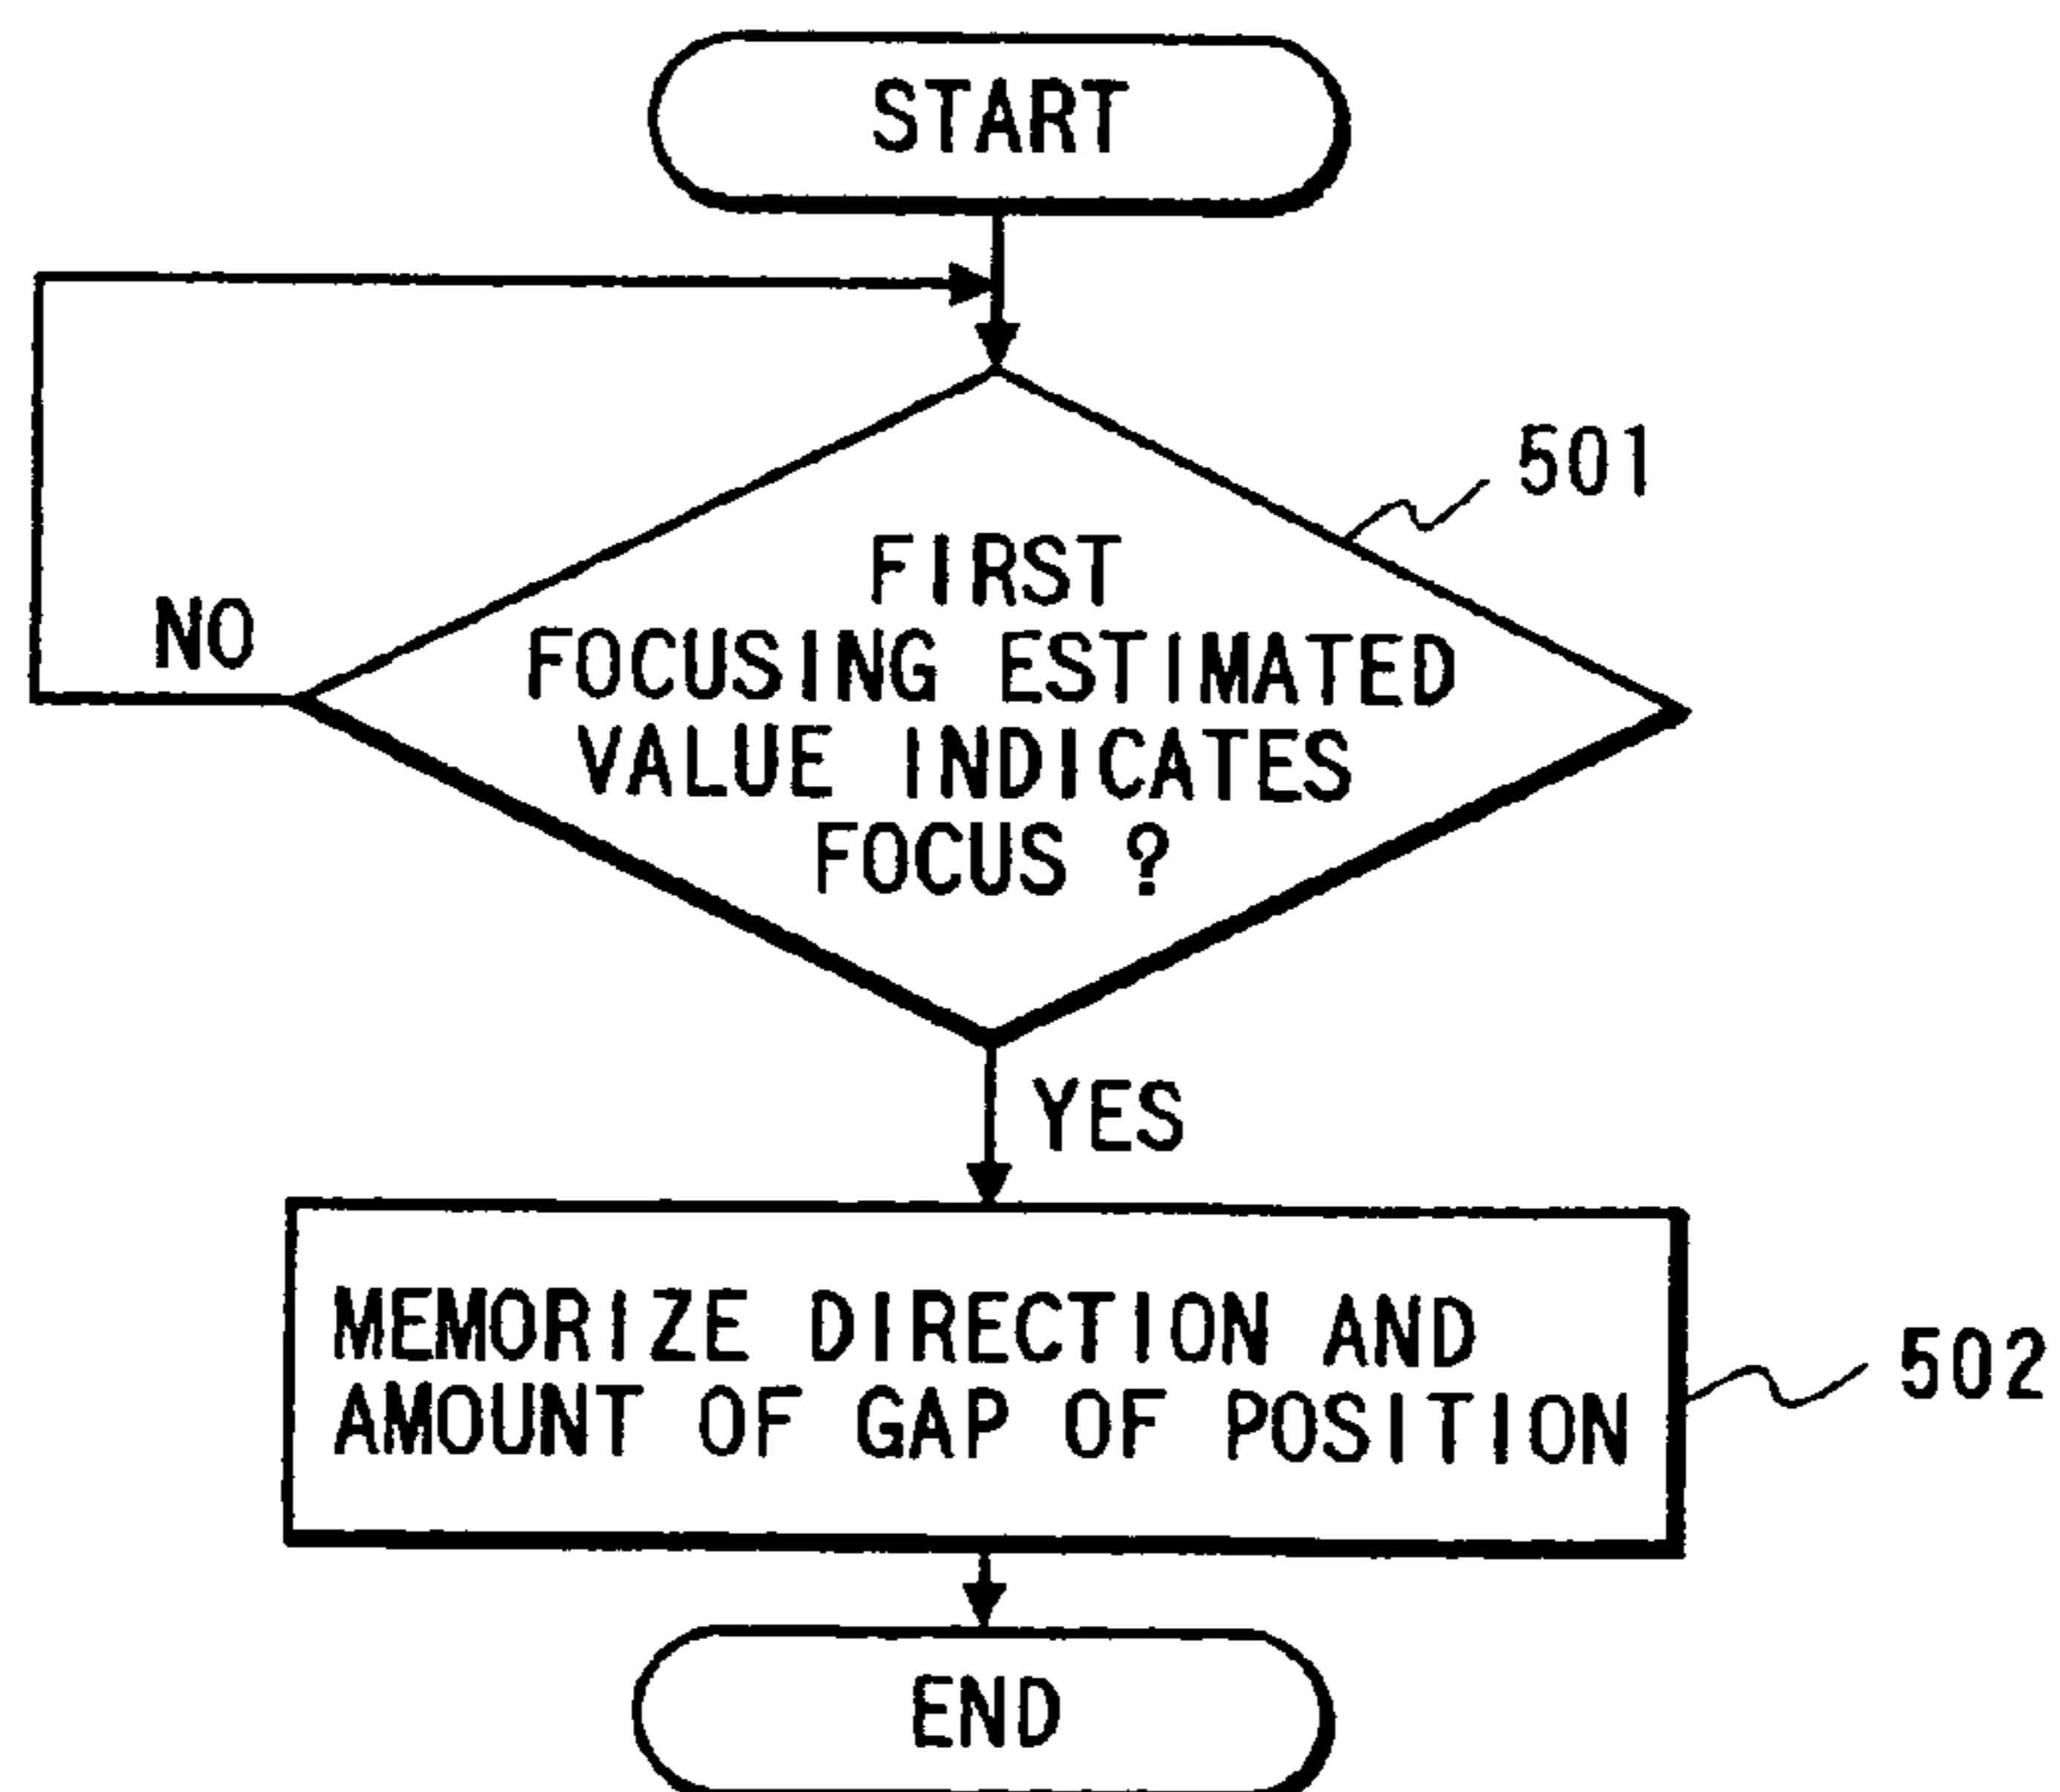 START
501
FIRST
FOCUSING ESTIMATED
VALUE INDICATES
FOCUS ?
NO
YES
MEMORIZE DIRECTION AND
AMOUNT OF GAP OF POSITION
502
END